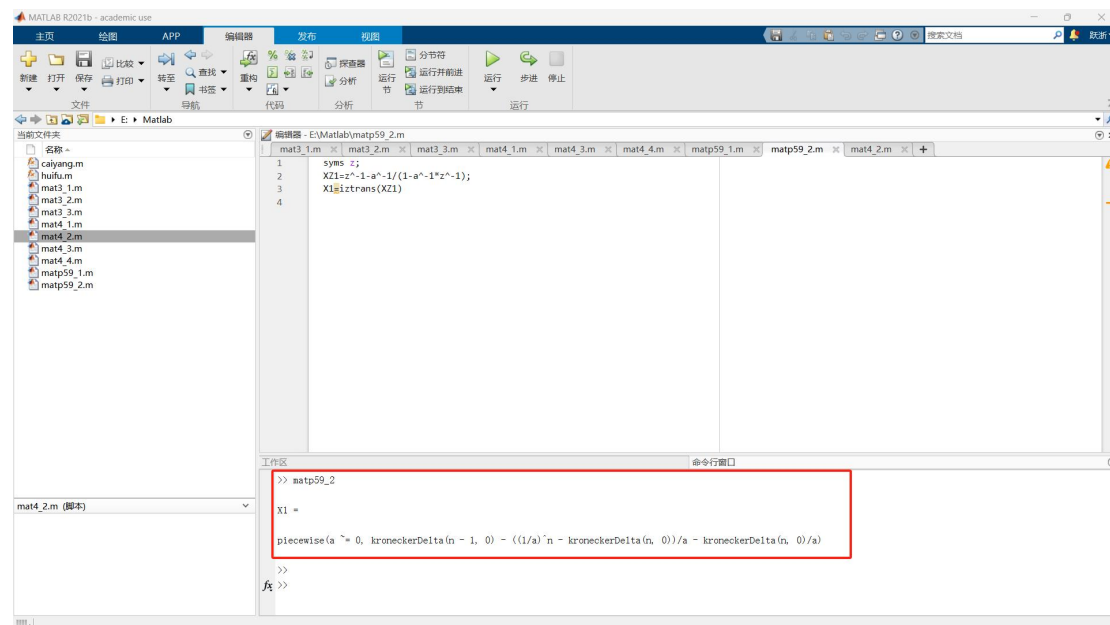 MATLAB R2021b - academic use
主页 绘图 APP 编辑器 发布 视图 搜索文档 跃浙
新建 打开 保存 比较 打印 转至 查找 书签 重构 探查器 分析 运行节 分节符 运行并前进 运行到结束 运行 步进 停止
文件 导航 代码 分析 节 运行
E: Matlab
当前文件夹
名称
caiyang.m
huifu.m
mat3_1.m
mat3_2.m
mat3_3.m
mat4_1.m
mat4_2.m
mat4_3.m
mat4_4.m
matp59_1.m
matp59_2.m
mat4_2.m (脚本)
编辑器 - E:\Matlab\matp59_2.m
mat3_1.m mat3_2.m mat3_3.m mat4_1.m mat4_3.m mat4_4.m matp59_1.m matp59_2.m mat4_2.m +
1 syms z;
2 XZ1=z^-1-a^-1/(1-a^-1*z^-1);
3 X1=iztrans(XZ1)
4
工作区 命令行窗口
>> matp59_2
X1 =
piecewise(a ~= 0, kroneckerDelta(n - 1, 0) - ((1/a)^n - kroneckerDelta(n, 0))/a - kroneckerDelta(n, 0)/a)
>>
fx >>